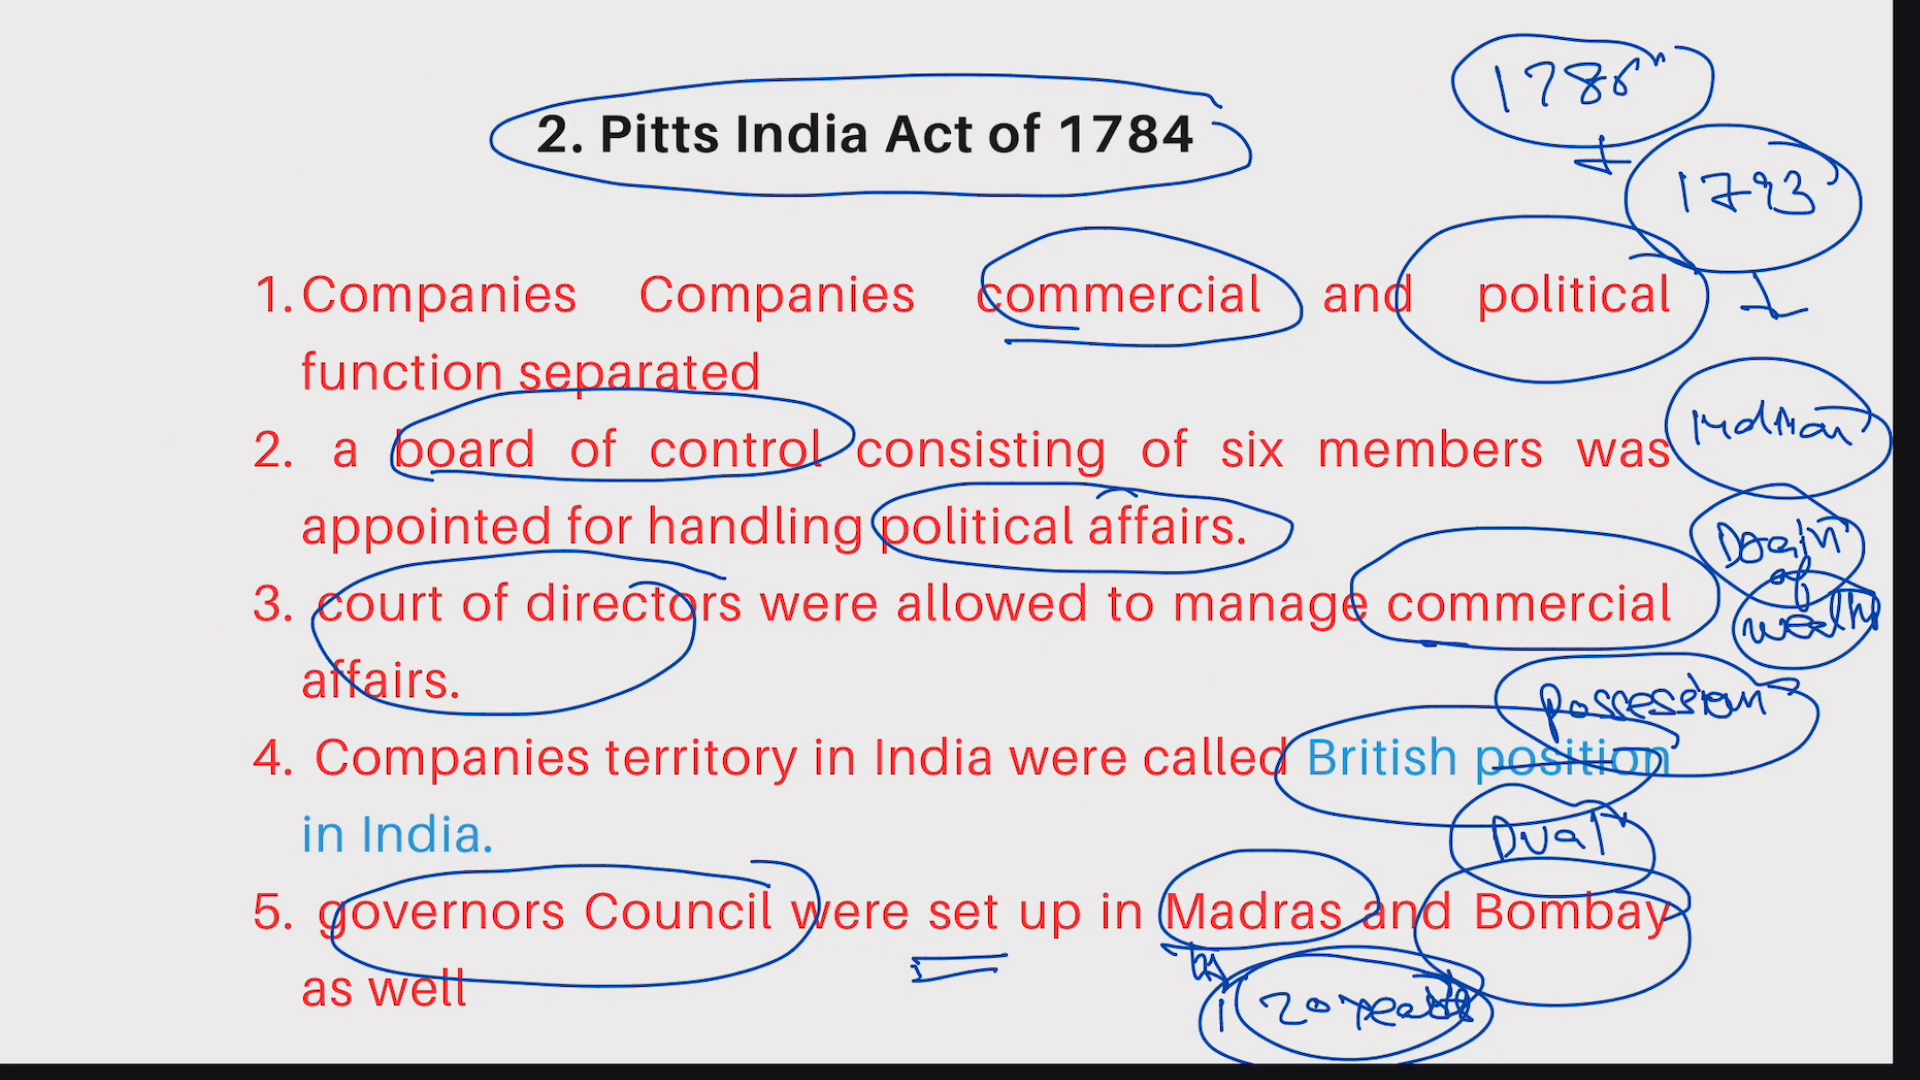 1786
2. Pitts India Act of 1784
1793
1. Companies Companies commercial and political
function separated
2. a board of control consisting of six members was
appointed for handling political affairs.
Drain
of
wealth
3. court of directors were allowed to manage commercial
affairs.
possession
4. Companies territory in India were called British position
in India.
Dual
5. governors Council were set up in Madras and Bombay
as well
20 years